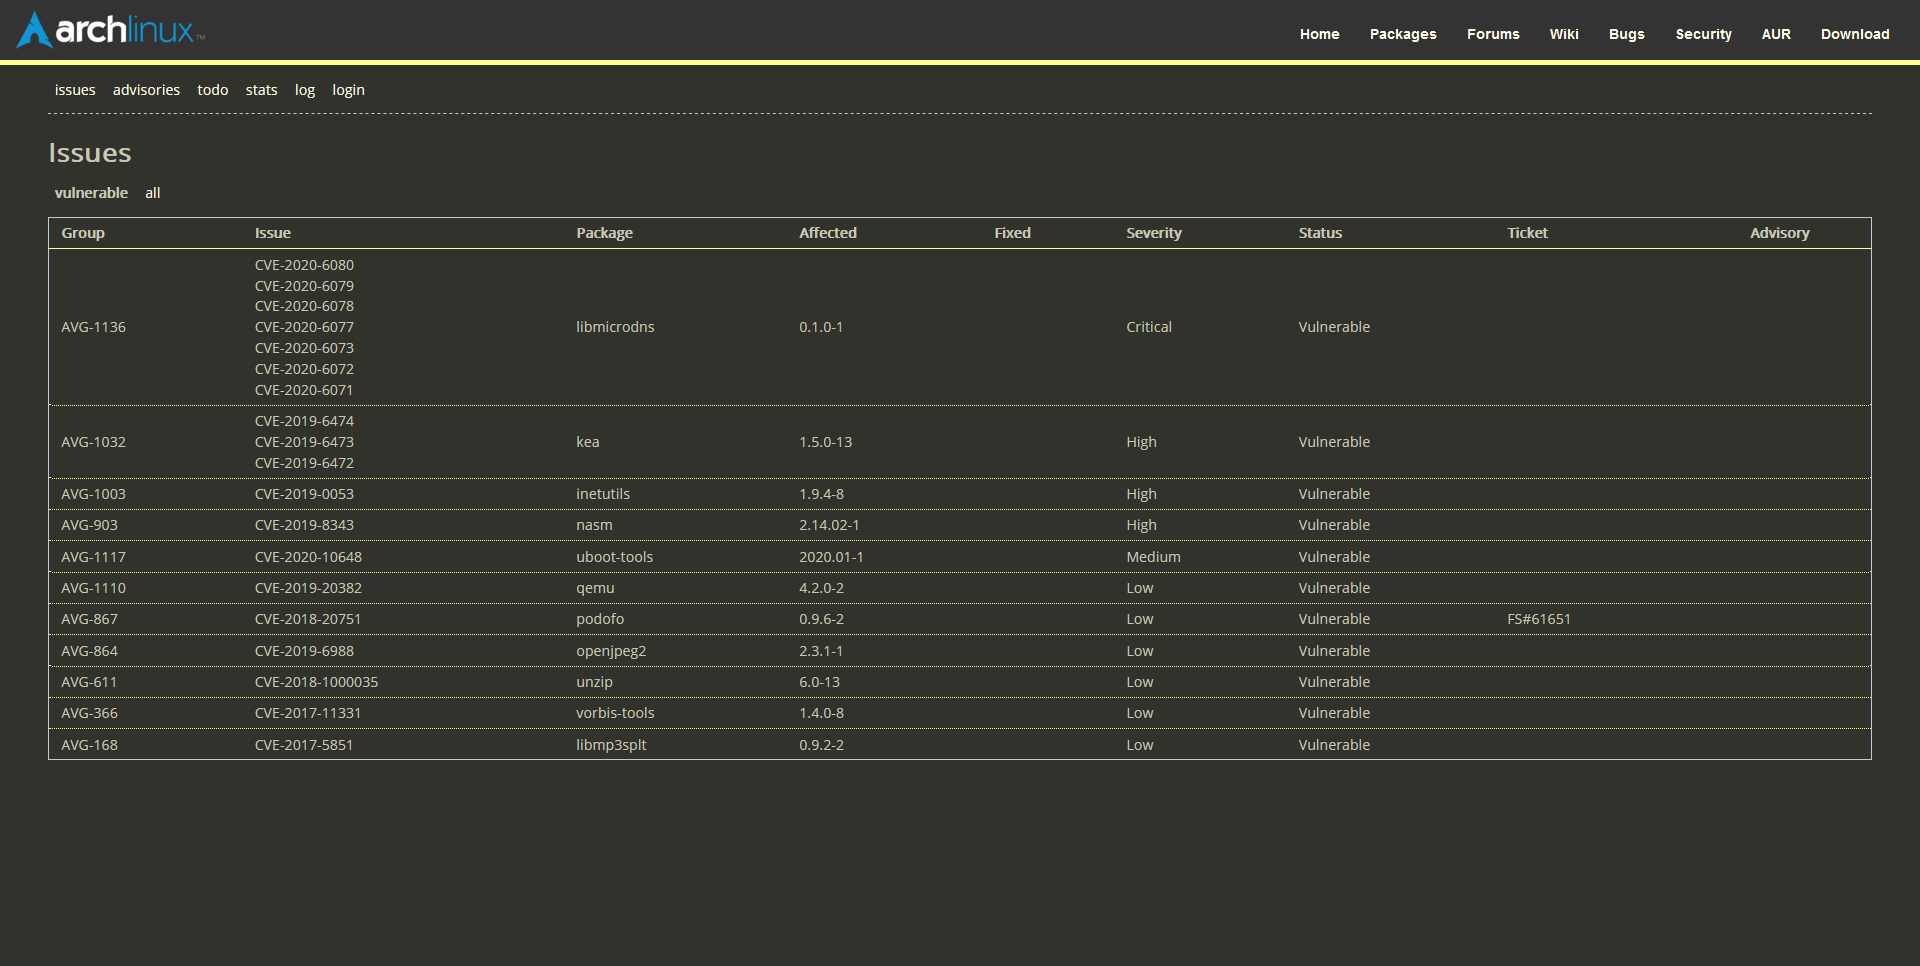 archlinux™
Home Packages Forums Wiki Bugs Security AUR Download
issues advisories todo stats log login
Issues
vulnerable all
Group Issue Package Affected Fixed Severity Status Ticket Advisory
CVE-2020-6080
CVE-2020-6079
CVE-2020-6078
AVG-1136 CVE-2020-6077 libmicrodns 0.1.0-1 Critical Vulnerable
CVE-2020-6073
CVE-2020-6072
CVE-2020-6071
CVE-2019-6474
AVG-1032 CVE-2019-6473 kea 1.5.0-13 High Vulnerable
CVE-2019-6472
AVG-1003 CVE-2019-0053 inetutils 1.9.4-8 High Vulnerable
AVG-903 CVE-2019-8343 nasm 2.14.02-1 High Vulnerable
AVG-1117 CVE-2020-10648 uboot-tools 2020.01-1 Medium Vulnerable
AVG-1110 CVE-2019-20382 qemu 4.2.0-2 Low Vulnerable
AVG-867 CVE-2018-20751 podofo 0.9.6-2 Low Vulnerable FS#61651
AVG-864 CVE-2019-6988 openjpeg2 2.3.1-1 Low Vulnerable
AVG-611 CVE-2018-1000035 unzip 6.0-13 Low Vulnerable
AVG-366 CVE-2017-11331 vorbis-tools 1.4.0-8 Low Vulnerable
AVG-168 CVE-2017-5851 libmp3splt 0.9.2-2 Low Vulnerable